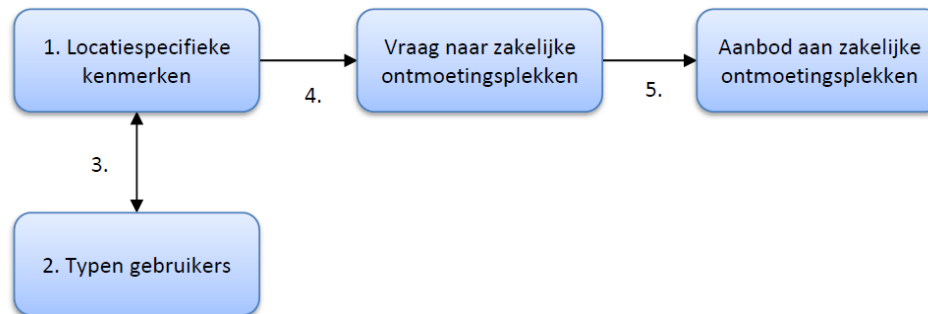 1. Locatiespecifieke
kenmerken
4.
Vraag naar zakelijke
ontmoetingsplekken
5.
Aanbod aan zakelijke
ontmoetingsplekken
3.
2. Typen gebruikers